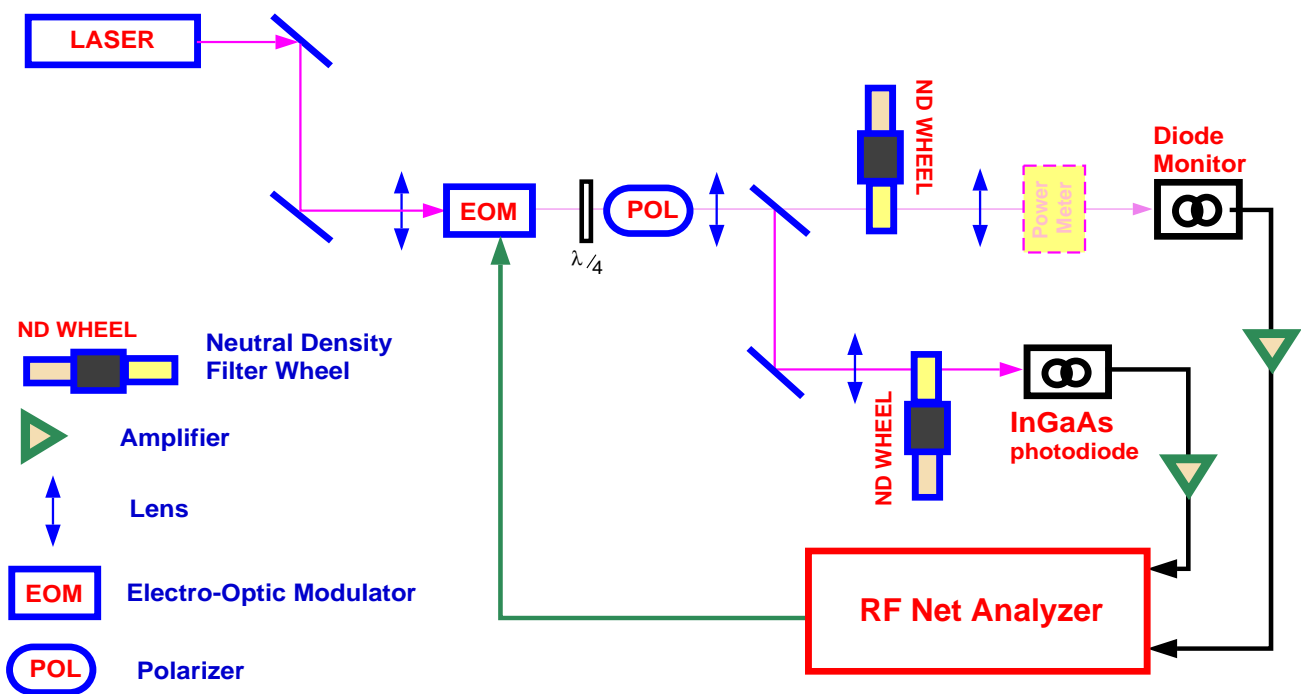 LASER
EOM
λ/4
POL
ND WHEEL
Power
Meter
Diode
Monitor
ND WHEEL
InGaAs
photodiode
RF Net Analyzer
ND WHEEL
Neutral Density
Filter Wheel
Amplifier
Lens
EOM
Electro-Optic Modulator
POL
Polarizer